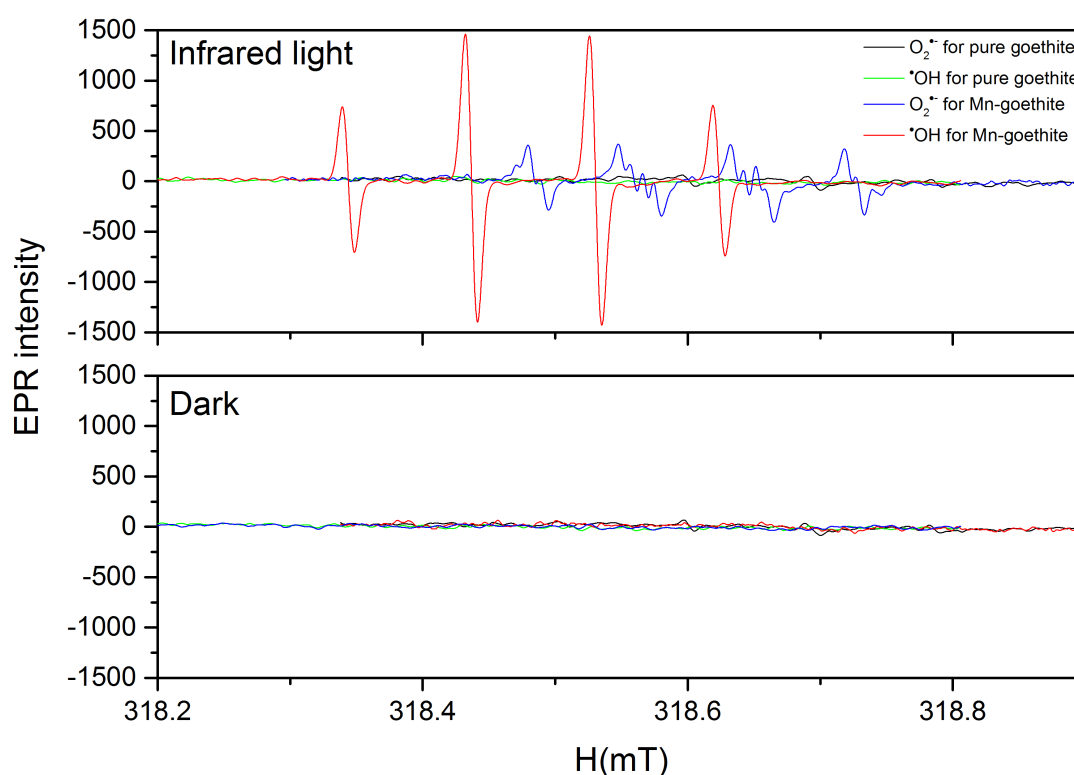 1500
1000
500
0
-500
-1000
-1500
Infrared light
O₂•- for pure goethite
•OH for pure goethite
O₂•- for Mn-goethite
•OH for Mn-goethite
EPR intensity
1500
1000
500
0
-500
-1000
-1500
Dark
318.2
318.4
318.6
318.8
H(mT)